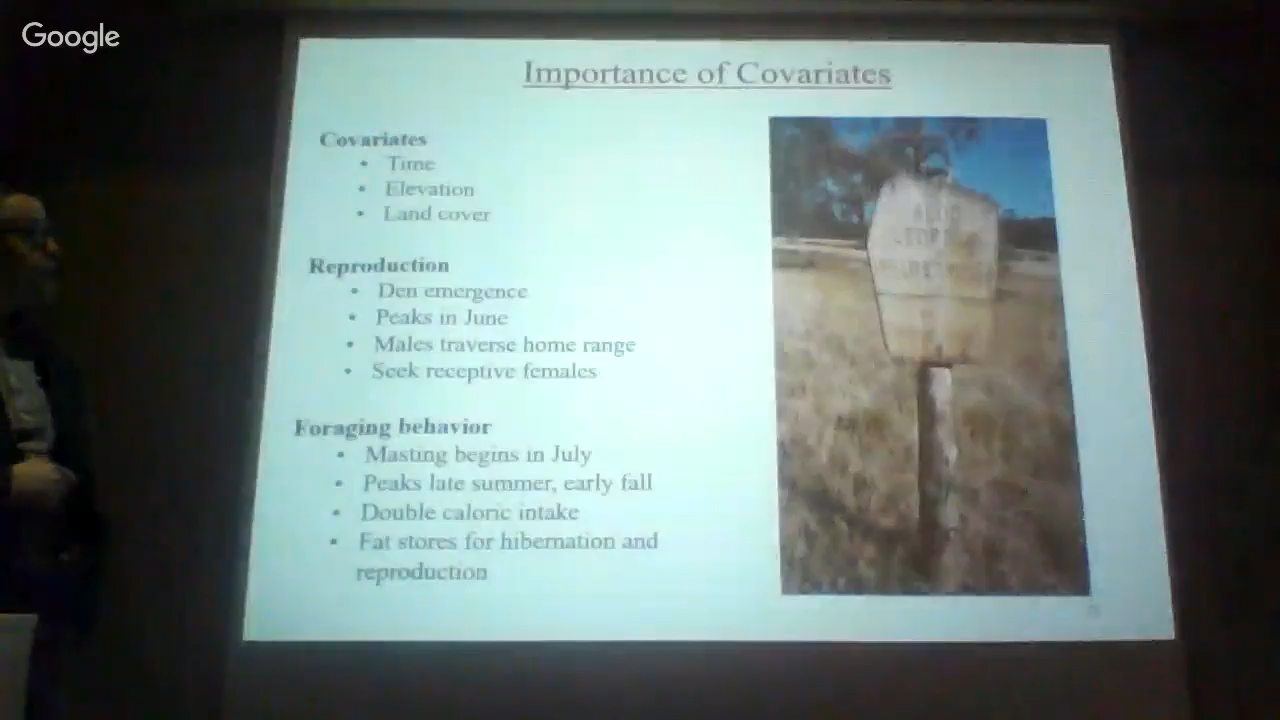 Google
Importance of Covariates
Covariates
• Time
• Elevation
• Land cover
Reproduction
• Den emergence
• Peaks in June
• Males traverse home range
• Seek receptive females
Foraging behavior
• Masting begins in July
• Peaks late summer, early fall
• Double caloric intake
• Fat stores for hibernation and
reproduction